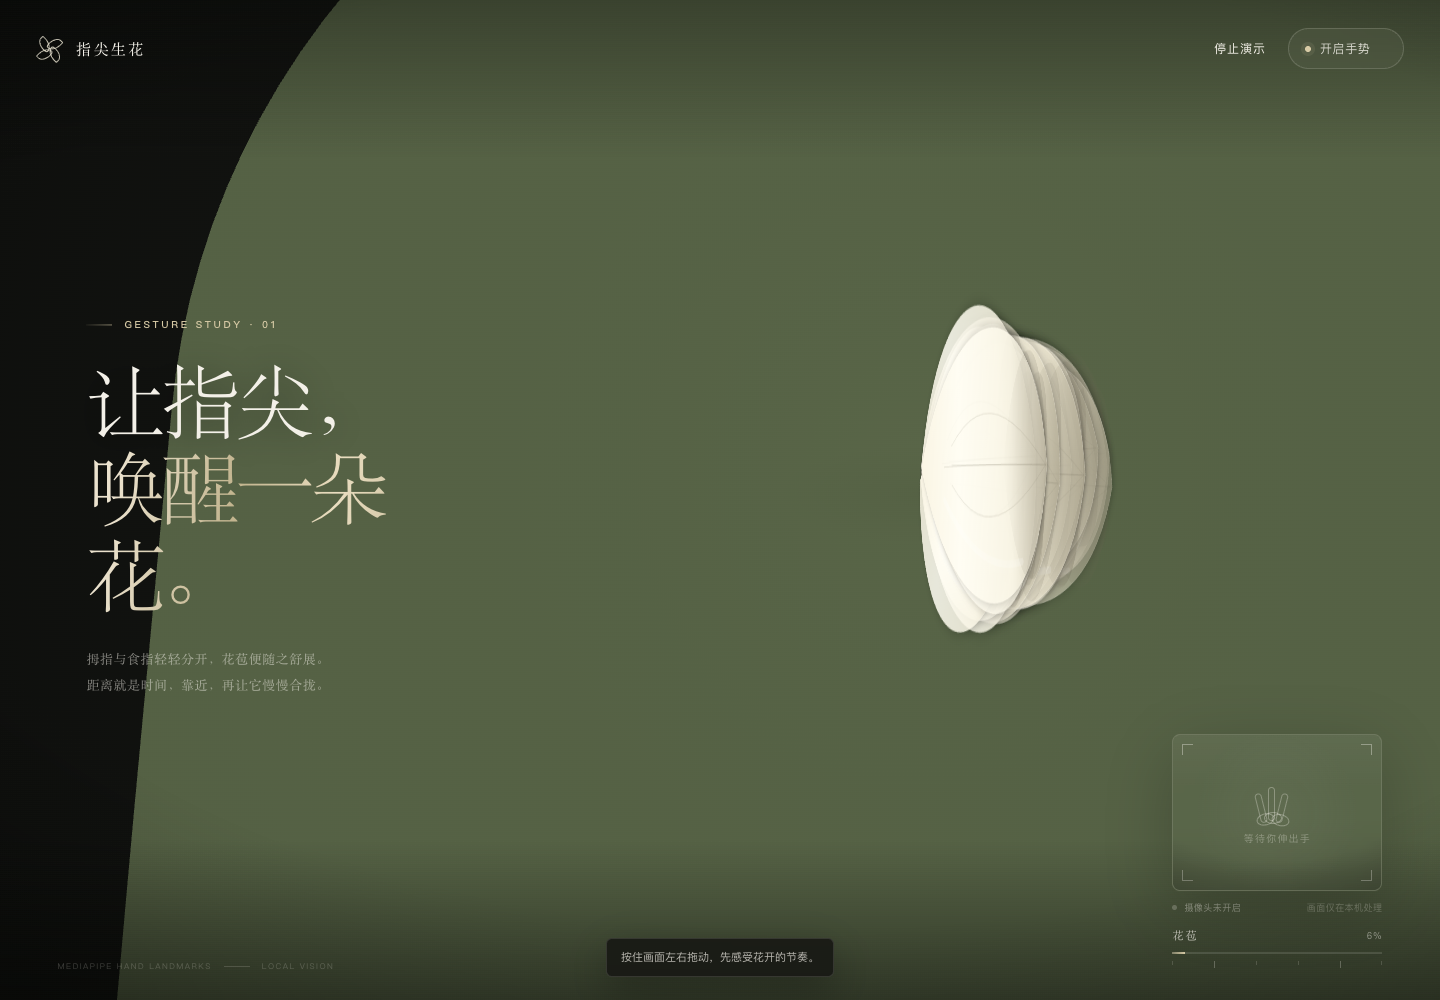 指尖生花
停止演示
开启手势
GESTURE STUDY · 01
让指尖，
唤醒一朵
花。
拇指与食指轻轻分开，花苞便随之舒展。
距离就是时间，靠近，再让它慢慢合拢。
等待你伸出手
摄像头未开启
画面仅在本机处理
花苞
6%
MEDIAPIPE HAND LANDMARKS
LOCAL VISION
按住画面左右拖动，先感受花开的节奏。